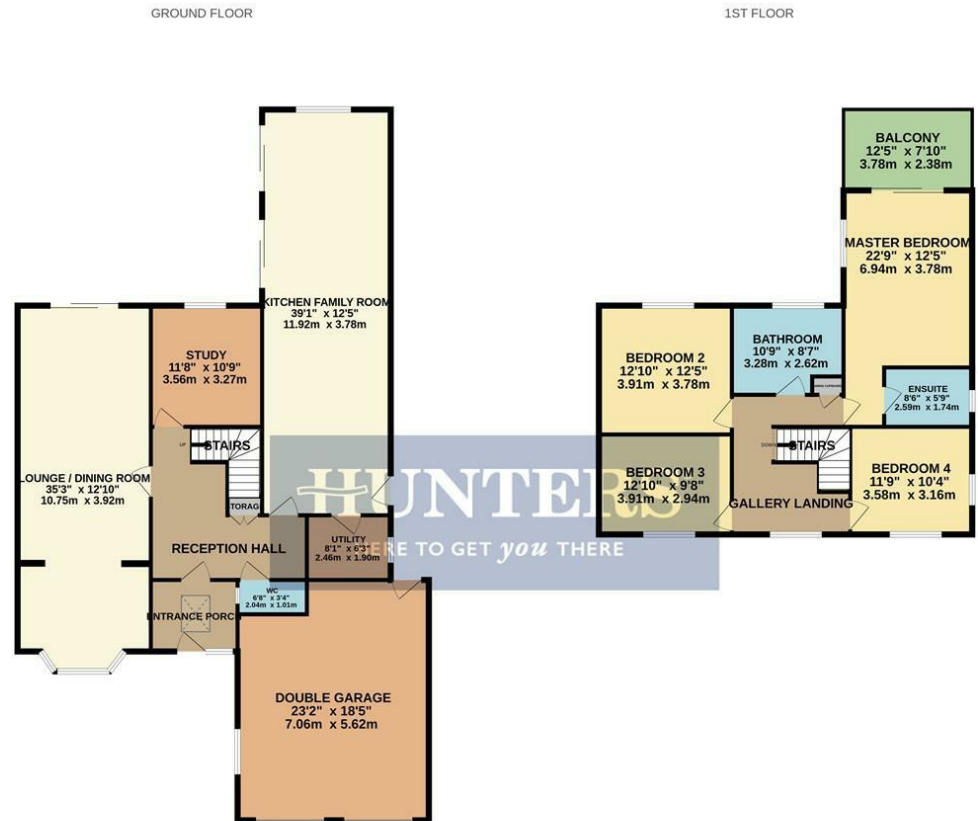 GROUND FLOOR
1ST FLOOR
KITCHEN FAMILY ROOM
39'1" x 12'5"
11.92m x 3.78m
STUDY
11'8" x 10'9"
3.56m x 3.27m
UP
STAIRS
LOUNGE / DINING ROOM
35'3" x 12'10"
10.75m x 3.92m
STORAG
RECEPTION HALL
UTILITY
8'1" x 6'3"
2.46m x 1.90m
WC
6'8" x 3'4"
2.04m x 1.01m
ENTRANCE PORCH
DOUBLE GARAGE
23'2" x 18'5"
7.06m x 5.62m
BALCONY
12'5" x 7'10"
3.78m x 2.38m
MASTER BEDROOM
22'9" x 12'5"
6.94m x 3.78m
BATHROOM
10'9" x 8'7"
3.28m x 2.62m
BEDROOM 2
12'10" x 12'5"
3.91m x 3.78m
ENSUITE
8'6" x 5'9"
2.59m x 1.74m
DOWN
STAIRS
BEDROOM 3
12'10" x 9'8"
3.91m x 2.94m
BEDROOM 4
11'9" x 10'4"
3.58m x 3.16m
GALLERY LANDING
HUNTERS
HERE TO GET you THERE